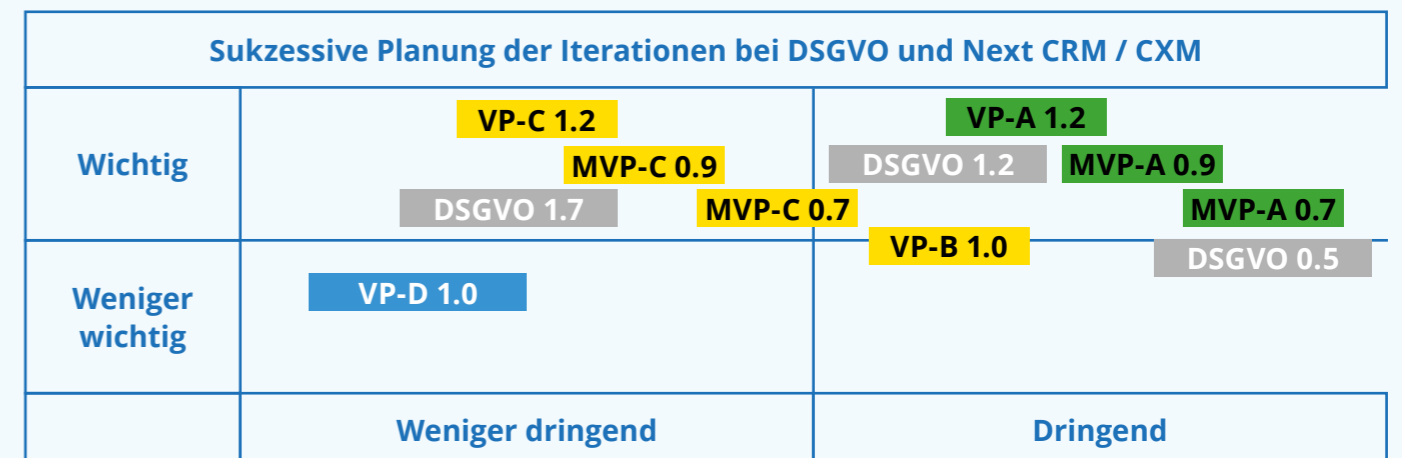 Sukzessive Planung der Iterationen bei DSGVO und Next CRM / CXM
Wichtig
VP-C 1.2
MVP-C 0.9
DSGVO 1.7
MVP-C 0.7
VP-A 1.2
DSGVO 1.2
MVP-A 0.9
MVP-A 0.7
VP-B 1.0
DSGVO 0.5
Weniger
wichtig
VP-D 1.0
Weniger dringend
Dringend